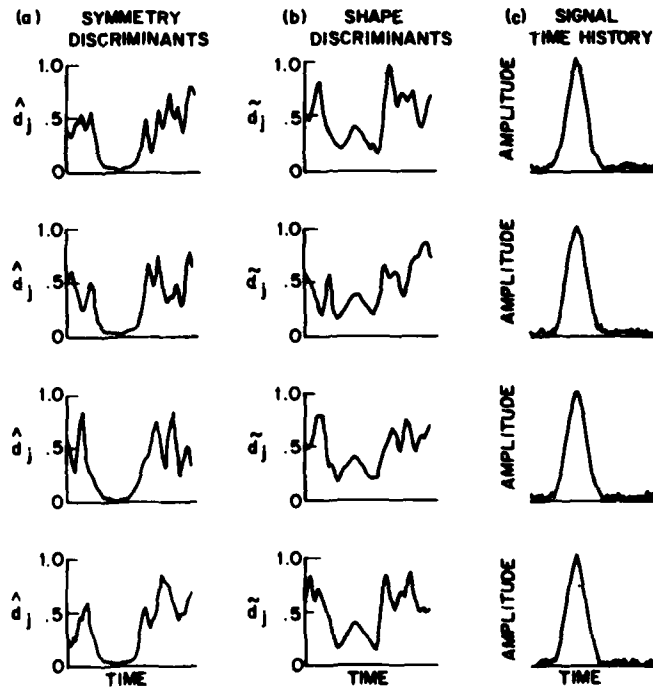 (a) SYMMETRY DISCRIMINANTS
(b) SHAPE DISCRIMINANTS
(c) SIGNAL TIME HISTORY
1.0
d̂j .5
0
1.0
d̃j .5
0
AMPLITUDE
1.0
d̂j .5
0
1.0
d̃j .5
0
AMPLITUDE
1.0
d̂j .5
0
1.0
d̃j .5
0
AMPLITUDE
1.0
d̂j .5
0
TIME
1.0
d̃j .5
0
TIME
AMPLITUDE
TIME